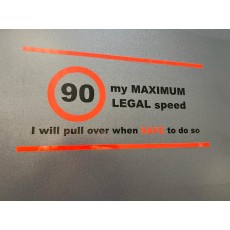 90 my MAXIMUM
LEGAL speed
I will pull over when SAFE to do so